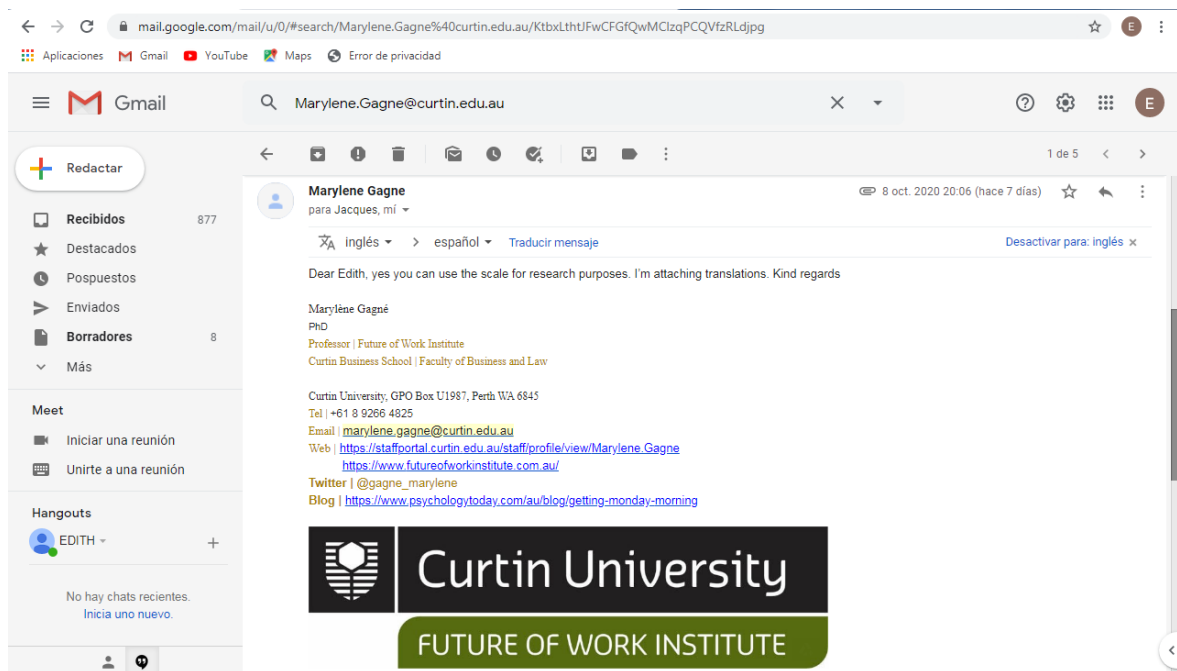 mail.google.com/mail/u/0/#search/Marylene.Gagne%40curtin.edu.au/KtbxLthtJFwCFGfQwMClzqPCQVfzRLdjpg
E
Aplicaciones Gmail YouTube Maps Error de privacidad
Gmail
Marylene.Gagne@curtin.edu.au
E
Redactar
1 de 5
Recibidos 877
Destacados
Pospuestos
Enviados
Borradores 8
Más
Meet
Iniciar una reunión
Unirte a una reunión
Hangouts
EDITH
No hay chats recientes.
Inicia uno nuevo.
Marylene Gagne 8 oct. 2020 20:06 (hace 7 días)
para Jacques, mí
inglés > español Traducir mensaje Desactivar para: inglés x
Dear Edith, yes you can use the scale for research purposes. I'm attaching translations. Kind regards
Marylène Gagné
PhD
Professor | Future of Work Institute
Curtin Business School | Faculty of Business and Law
Curtin University, GPO Box U1987, Perth WA 6845
Tel | +61 8 9266 4825
Email | marylene.gagne@curtin.edu.au
Web | https://staffportal.curtin.edu.au/staff/profile/view/Marylene.Gagne
https://www.futureofworkinstitute.com.au/
Twitter | @gagne_marylene
Blog | https://www.psychologytoday.com/au/blog/getting-monday-morning
Curtin University
FUTURE OF WORK INSTITUTE